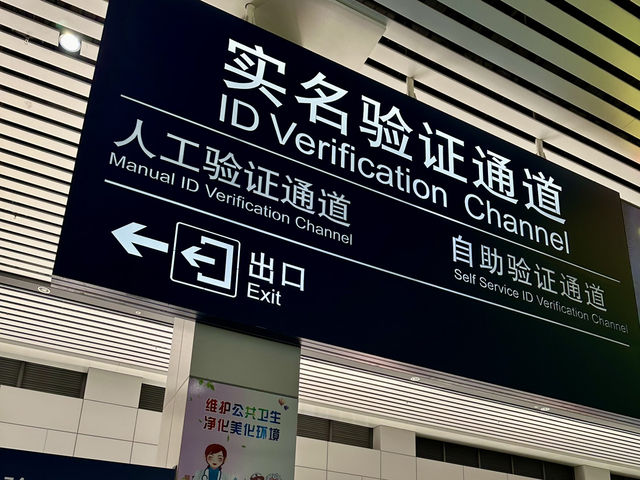 实名验证通道
ID Verification Channel
人工验证通道
Manual ID Verification Channel
自助验证通道
Self Service ID Verification Channel
出口
Exit
维护公共卫生
净化美化环境